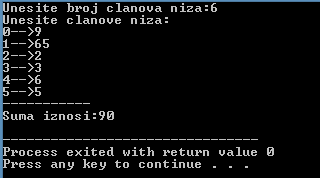 Unesite broj clanova niza:6
Unesite clanove niza:
0-->9
1-->65
2-->2
3-->3
4-->6
5-->5
-----------
Suma iznosi:90
--------------------------------
Process exited with return value 0
Press any key to continue . . .